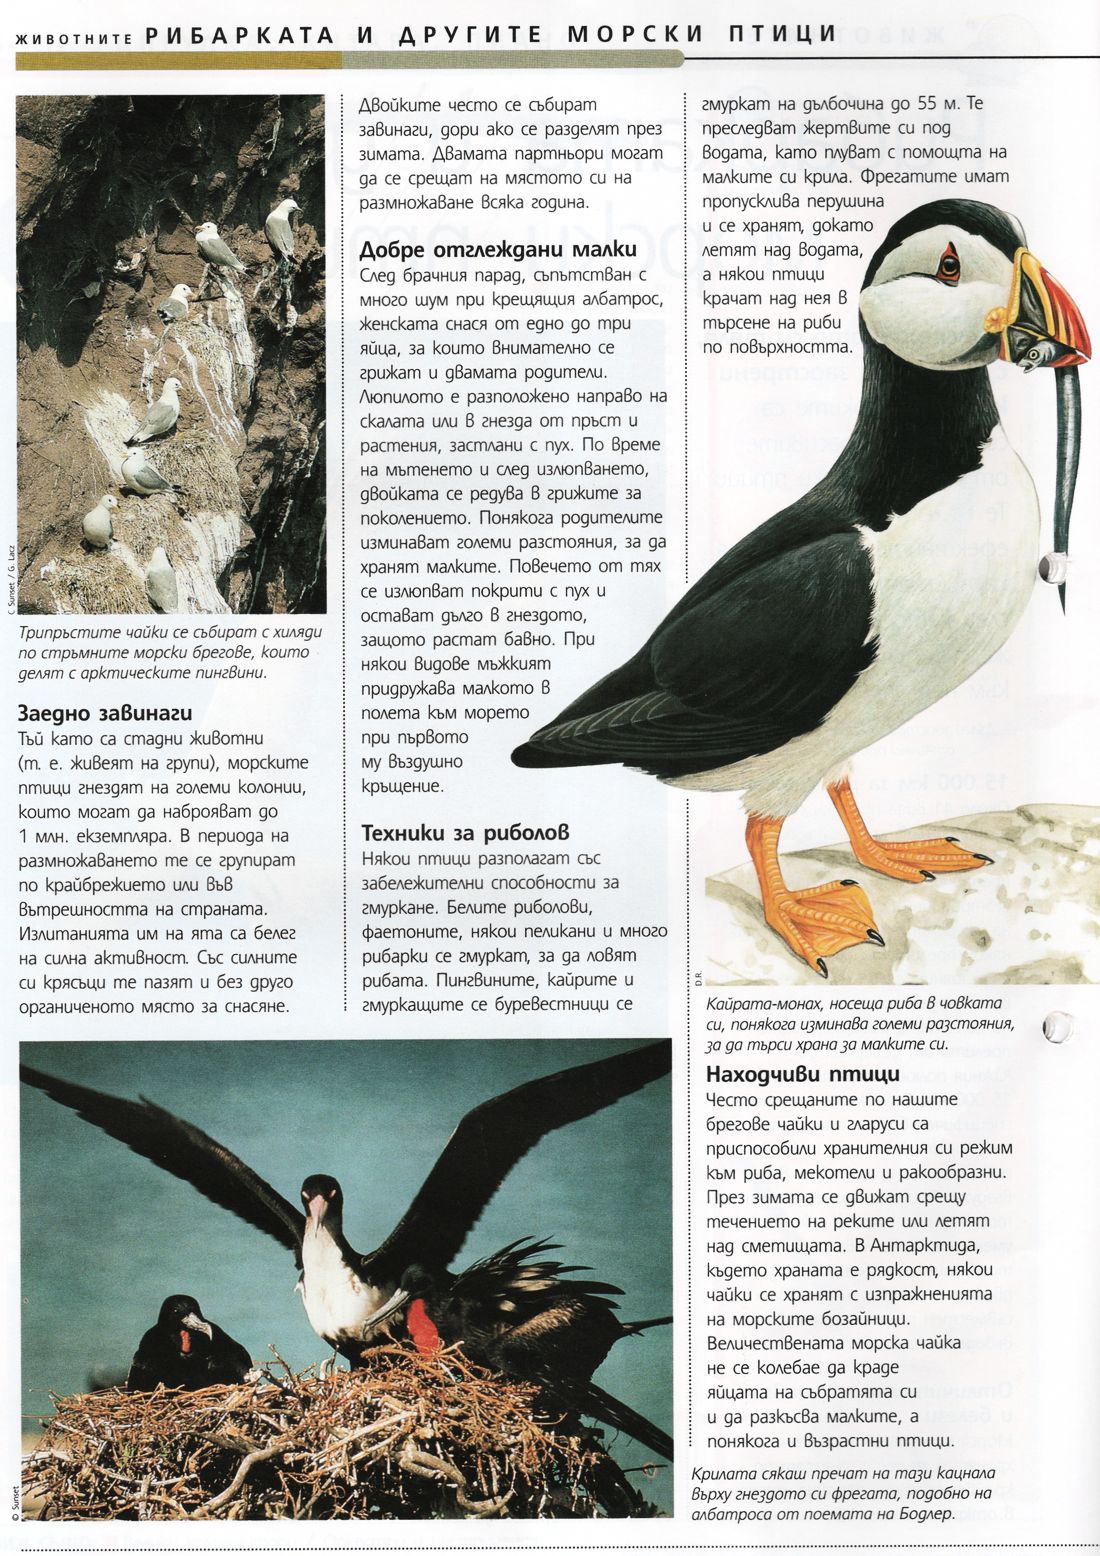 ЖИВОТНИТЕ РИБАРКАТА И ДРУГИТЕ МОРСКИ ПТИЦИ
C. Sunset / G. Lacz
Трипръстите чайки се събират с хиляди
по стръмните морски брегове, които
делят с арктическите пингвини.
Заедно завинаги
Тъй като са стадни животни
(т. е. живеят на групи), морските
птици гнездят на големи колонии,
които могат да наброяват до
1 млн. екземпляра. В периода на
размножаването те се групират
по крайбрежието или във
вътрешността на страната.
Излитанията им на ята са белег
на силна активност. Със силните
си крясъци те пазят и без друго
ограниченото място за снасяне.
Двойките често се събират
завинаги, дори ако се разделят през
зимата. Двамата партньори могат
да се срещат на мястото си на
размножаване всяка година.
Добре отглеждани малки
След брачния парад, съпътстван с
много шум при крещящия албатрос,
женската снася от едно до три
яйца, за които внимателно се
грижат и двамата родители.
Люпилото е разположено направо на
скалата или в гнезда от пръст и
растения, застлани с пух. По време
на мътенето и след излюпването,
двойката се редува в грижите за
поколението. Понякога родителите
изминават големи разстояния, за да
хранят малките. Повечето от тях
се излюпват покрити с пух и
остават дълго в гнездото,
защото растат бавно. При
някои видове мъжкият
придружава малкото в
полета към морето
при първото
му въздушно
кръщение.
Техники за риболов
Някои птици разполагат със
забележителни способности за
гмуркане. Белите риболови,
фаетоните, някои пеликани и много
рибарки се гмуркат, за да ловят
рибата. Пингвините, кайрите и
гмуркащите се буревестници се
гмуркат на дълбочина до 55 м. Те
преследват жертвите си под
водата, като плуват с помощта на
малките си крила. Фрегатите имат
пропусклива перушина
и се хранят, докато
летят над водата,
а някои птици
крачат над нея в
търсене на риби
по повърхността.
D.R.
Кайрата-монах, носеща риба в човката
си, понякога изминава големи разстояния,
за да търси храна за малките си.
Находчиви птици
Често срещаните по нашите
брегове чайки и гларуси са
приспособили хранителния си режим
към риба, мекотели и ракообразни.
През зимата се движат срещу
течението на реките или летят
над сметищата. В Антарктида,
където храната е рядкост, някои
чайки се хранят с изпражненията
на морските бозайници.
Величествената морска чайка
не се колебае да краде
яйцата на събратята си
и да разкъсва малките, а
понякога и възрастни птици.
© Sunset
Крилата сякаш пречат на тази кацнала
върху гнездото си фрегата, подобно на
албатроса от поемата на Бодлер.